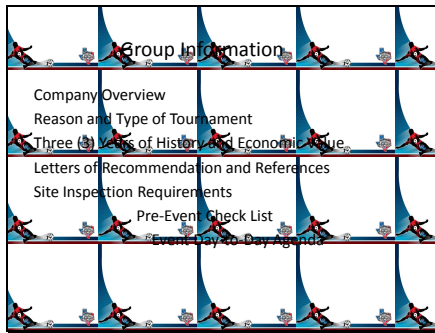 Group Information
Company Overview
Reason and Type of Tournament
Three (3) Years of History and Economic Value
Letters of Recommendation and References
Site Inspection Requirements
Pre-Event Check List
Event Day-to-Day Agenda